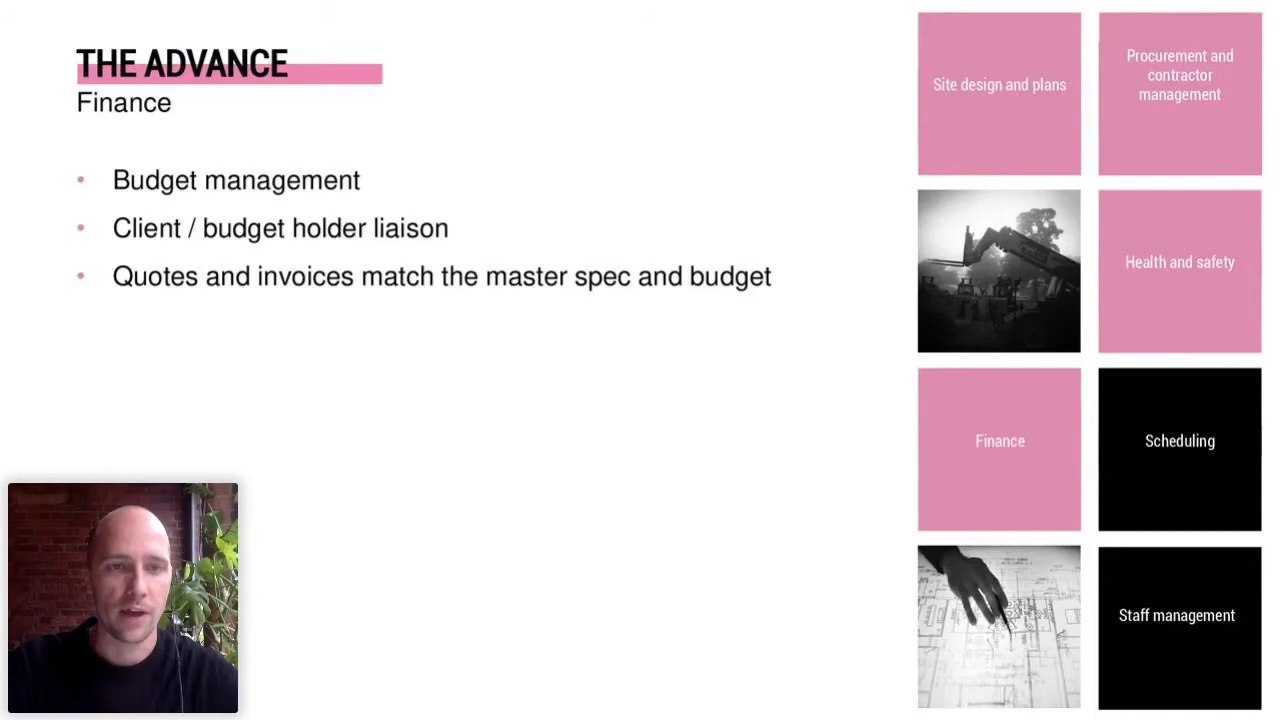 THE ADVANCE
Finance
• Budget management
• Client / budget holder liaison
• Quotes and invoices match the master spec and budget
Site design and plans
Procurement and
contractor
management
Health and safety
Finance
Scheduling
Staff management